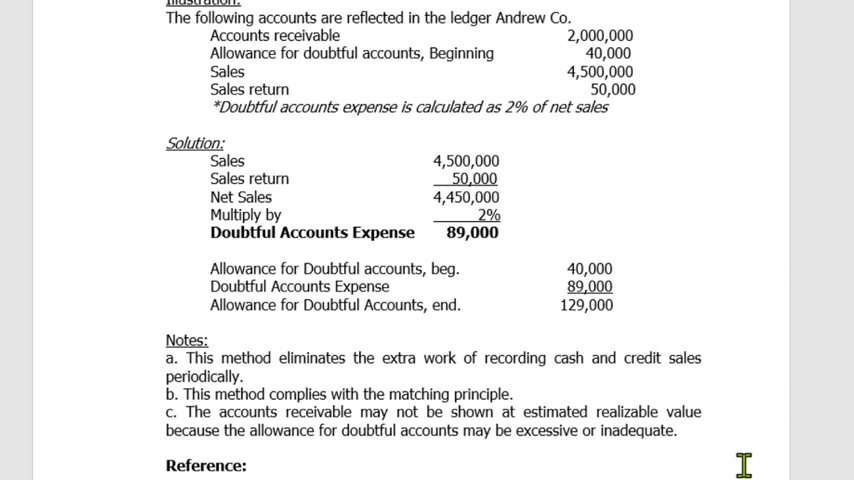 Illustration:
The following accounts are reflected in the ledger Andrew Co.
Accounts receivable 2,000,000
Allowance for doubtful accounts, Beginning 40,000
Sales 4,500,000
Sales return 50,000
*Doubtful accounts expense is calculated as 2% of net sales
Solution:
Sales 4,500,000
Sales return 50,000
Net Sales 4,450,000
Multiply by 2%
Doubtful Accounts Expense 89,000
Allowance for Doubtful accounts, beg. 40,000
Doubtful Accounts Expense 89,000
Allowance for Doubtful Accounts, end. 129,000
Notes:
a. This method eliminates the extra work of recording cash and credit sales
periodically.
b. This method complies with the matching principle.
c. The accounts receivable may not be shown at estimated realizable value
because the allowance for doubtful accounts may be excessive or inadequate.
Reference: